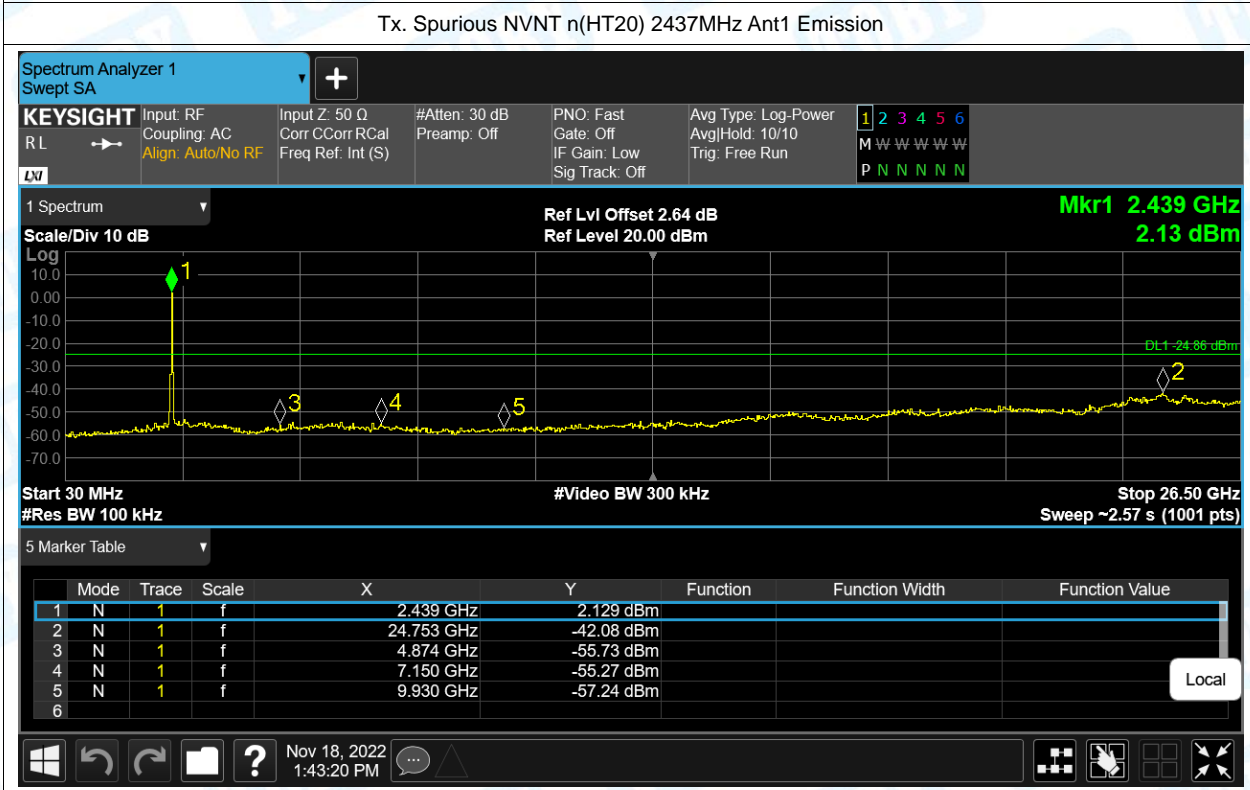 Tx. Spurious NVNT n(HT20) 2437MHz Ant1 Emission
Spectrum Analyzer 1
Swept SA
+
KEYSIGHT Input: RF Input Z: 50 Ω #Atten: 30 dB PNO: Fast Avg Type: Log-Power 1 2 3 4 5 6
R L Coupling: AC Corr CCorr RCal Preamp: Off Gate: Off Avg|Hold: 10/10 M W W W W W
Align: Auto/No RF Freq Ref: Int (S) IF Gain: Low Trig: Free Run
LXI Sig Track: Off P N N N N N
1 Spectrum Ref Lvl Offset 2.64 dB Mkr1 2.439 GHz
Scale/Div 10 dB Ref Level 20.00 dBm 2.13 dBm
Log
10.0 1
0.00
-10.0
-20.0 DL1 -24.86 dBm
-30.0
-40.0 2
-50.0 3 4 5
-60.0
-70.0
Start 30 MHz #Video BW 300 kHz Stop 26.50 GHz
#Res BW 100 kHz Sweep ~2.57 s (1001 pts)
5 Marker Table
Mode Trace Scale X Y Function Function Width Function Value
1 N 1 f 2.439 GHz 2.129 dBm
2 N 1 f 24.753 GHz -42.08 dBm
3 N 1 f 4.874 GHz -55.73 dBm
4 N 1 f 7.150 GHz -55.27 dBm
5 N 1 f 9.930 GHz -57.24 dBm
6
Local
? Nov 18, 2022
1:43:20 PM